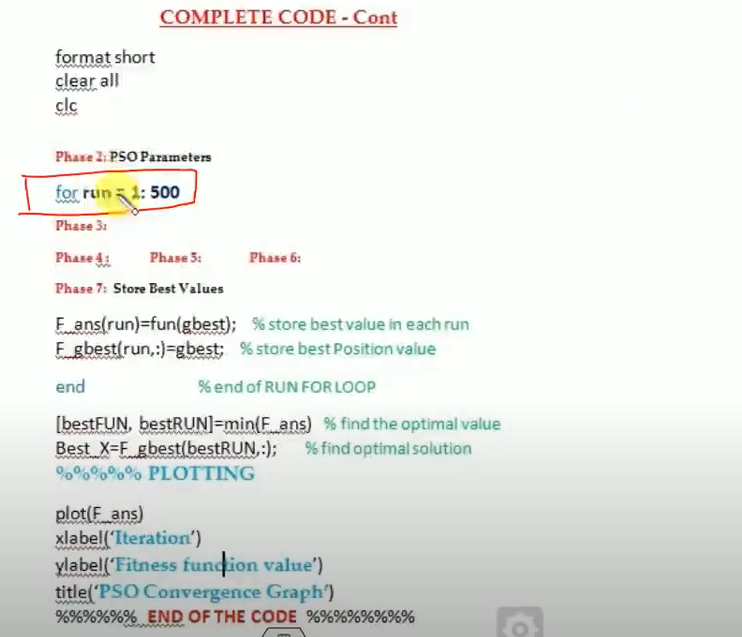 COMPLETE CODE - Cont
format short
clear all
clc
Phase 2: PSO Parameters
for run = 1: 500
Phase 3:
Phase 4: Phase 5: Phase 6:
Phase 7: Store Best Values
F_ans(run)=fun(gbest); % store best value in each run
F_gbest(run,:)=gbest; % store best Position value
end % end of RUN FOR LOOP
[bestFUN, bestRUN]=min(F_ans) % find the optimal value
Best_X=F_gbest(bestRUN,:); % find optimal solution
%%%%% PLOTTING
plot(F_ans)
xlabel(‘Iteration’)
ylabel(‘Fitness function value’)
title(‘PSO Convergence Graph’)
%%%%%% END OF THE CODE %%%%%%%%